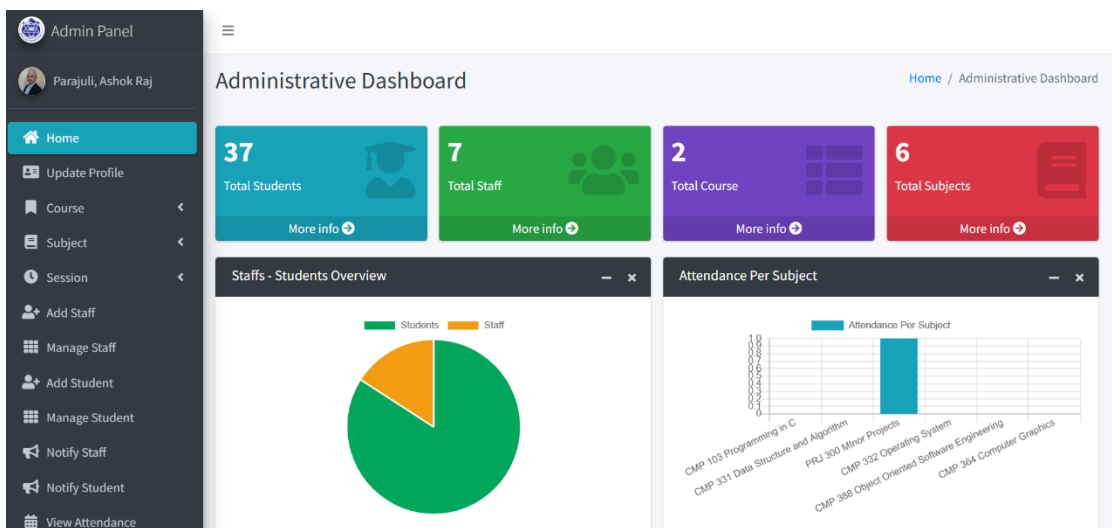 Admin Panel
Parajuli, Ashok Raj
Home
Update Profile
Course
Subject
Session
Add Staff
Manage Staff
Add Student
Manage Student
Notify Staff
Notify Student
View Attendance
Administrative Dashboard
Home / Administrative Dashboard
37
Total Students
More info
7
Total Staff
More info
2
Total Course
More info
6
Total Subjects
More info
Staffs - Students Overview
Students Staff
Attendance Per Subject
Attendance Per Subject
1.0
0.9
0.8
0.7
0.6
0.5
0.4
0.3
0.2
0.1
0
CMP 103 Programming in C
CMP 331 Data Structure and Algorithm
PRJ 300 Minor Projects
CMP 332 Operating System
CMP 388 Object Oriented Software Engineering
CMP 364 Computer Graphics